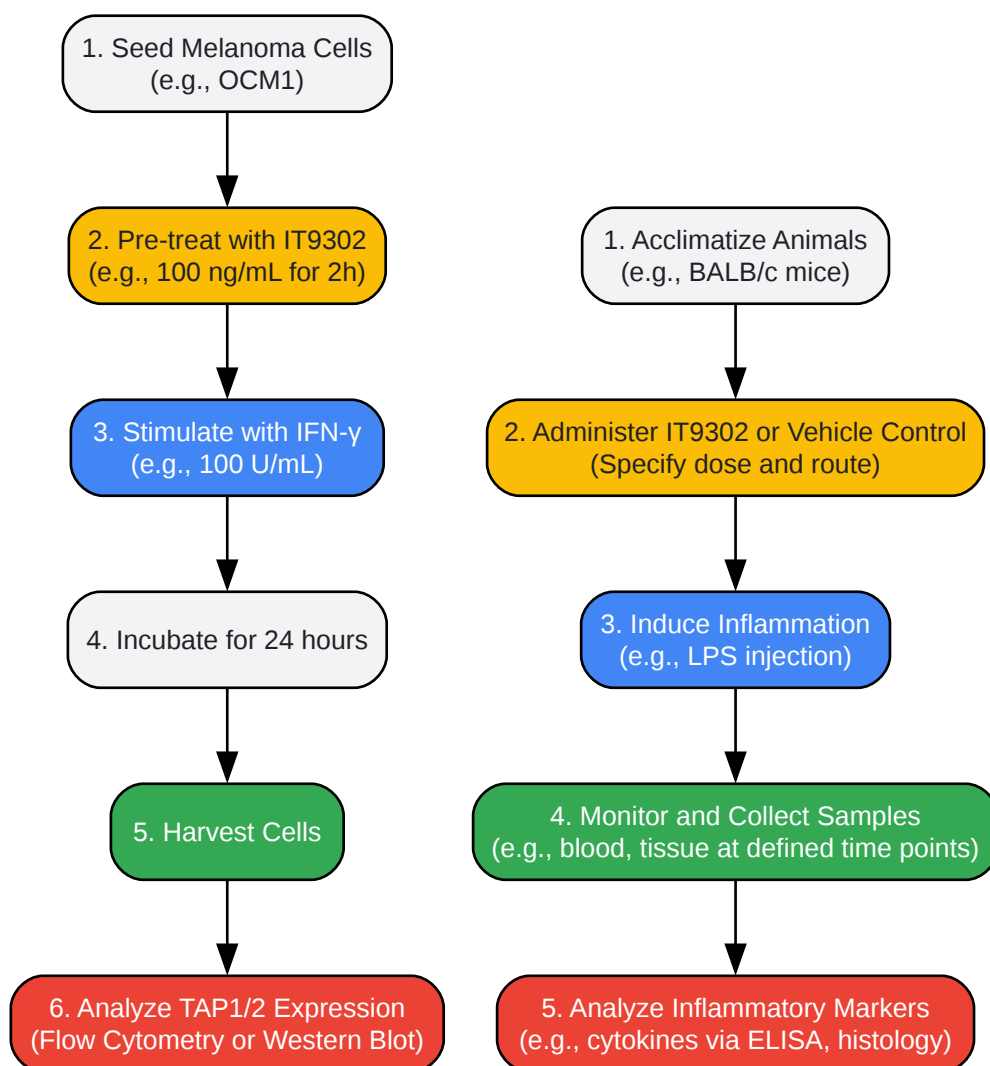 1. Seed Melanoma Cells
(e.g., OCM1)
2. Pre-treat with IT9302
(e.g., 100 ng/mL for 2h)
3. Stimulate with IFN-γ
(e.g., 100 U/mL)
4. Incubate for 24 hours
5. Harvest Cells
6. Analyze TAP1/2 Expression
(Flow Cytometry or Western Blot)
1. Acclimatize Animals
(e.g., BALB/c mice)
2. Administer IT9302 or Vehicle Control
(Specify dose and route)
3. Induce Inflammation
(e.g., LPS injection)
4. Monitor and Collect Samples
(e.g., blood, tissue at defined time points)
5. Analyze Inflammatory Markers
(e.g., cytokines via ELISA, histology)